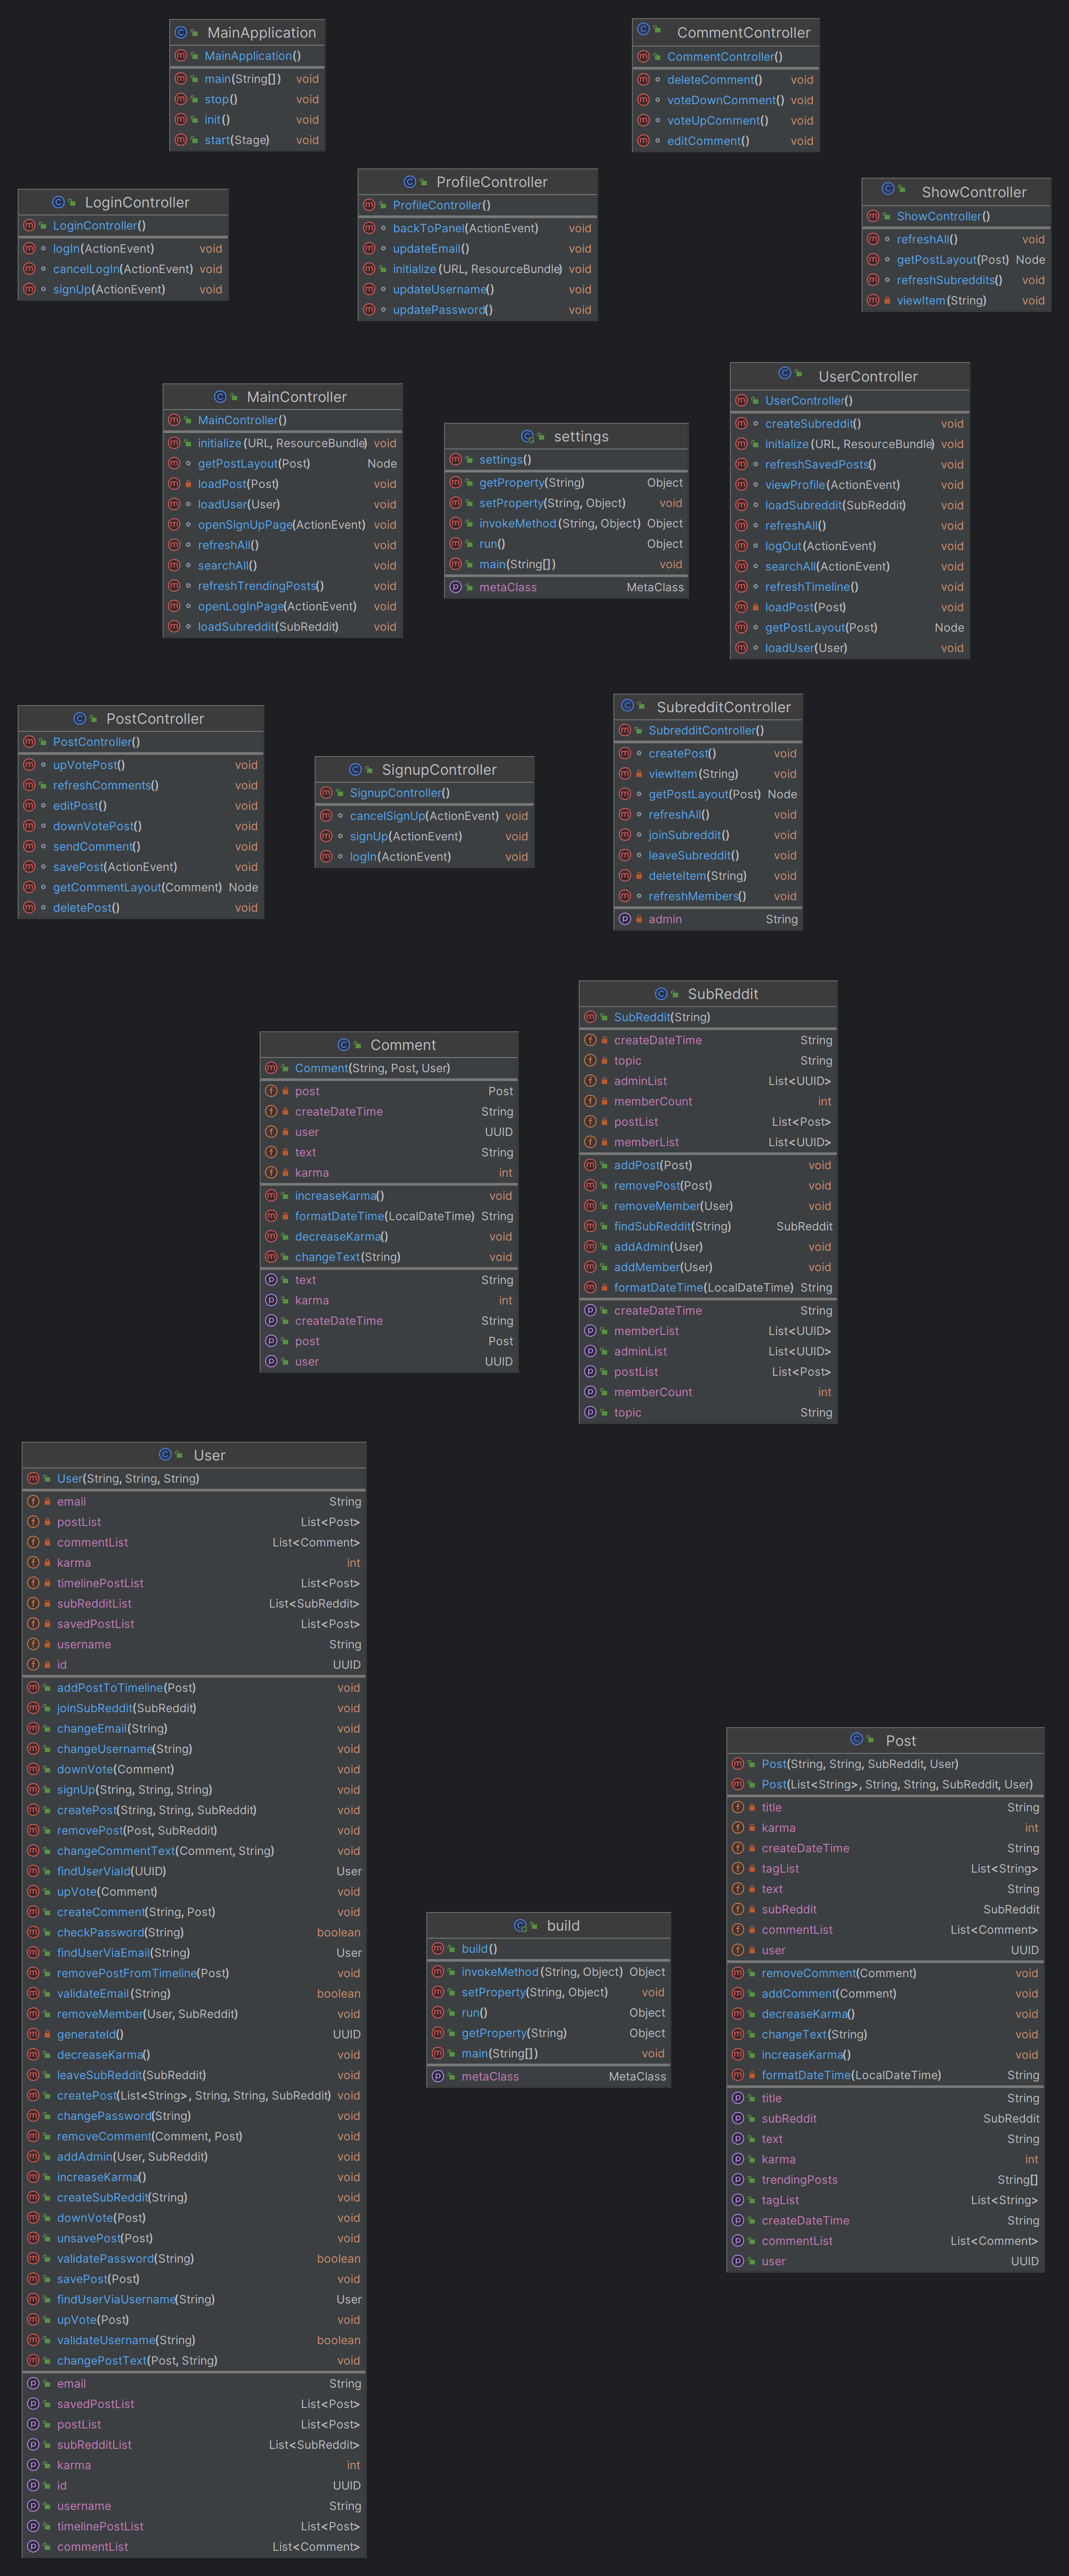 MainApplication
MainApplication()
main(String[]) void
stop() void
init() void
start(Stage) void
CommentController
CommentController()
deleteComment() void
voteDownComment() void
voteUpComment() void
editComment() void
LoginController
LoginController()
logIn(ActionEvent) void
cancelLogIn(ActionEvent) void
signUp(ActionEvent) void
ProfileController
ProfileController()
backToPanel(ActionEvent) void
updateEmail() void
initialize(URL, ResourceBundle) void
updateUsername() void
updatePassword() void
ShowController
ShowController()
refreshAll() void
getPostLayout(Post) Node
refreshSubreddits() void
viewItem(String) void
MainController
MainController()
initialize(URL, ResourceBundle) void
getPostLayout(Post) Node
loadPost(Post) void
loadUser(User) void
openSignUpPage(ActionEvent) void
refreshAll() void
searchAll() void
refreshTrendingPosts() void
openLogInPage(ActionEvent) void
loadSubreddit(SubReddit) void
settings
settings()
getProperty(String) Object
setProperty(String, Object) void
invokeMethod(String, Object) Object
run() Object
main(String[]) void
metaClass MetaClass
UserController
UserController()
createSubreddit() void
initialize(URL, ResourceBundle) void
refreshSavedPosts() void
viewProfile(ActionEvent) void
loadSubreddit(SubReddit) void
refreshAll() void
logOut(ActionEvent) void
searchAll(ActionEvent) void
refreshTimeline() void
loadPost(Post) void
getPostLayout(Post) Node
loadUser(User) void
PostController
PostController()
upVotePost() void
refreshComments() void
editPost() void
downVotePost() void
sendComment() void
savePost(ActionEvent) void
getCommentLayout(Comment) Node
deletePost() void
SignupController
SignupController()
cancelSignUp(ActionEvent) void
signUp(ActionEvent) void
logIn(ActionEvent) void
SubredditController
SubredditController()
createPost() void
viewItem(String) void
getPostLayout(Post) Node
refreshAll() void
joinSubreddit() void
leaveSubreddit() void
deleteItem(String) void
refreshMembers() void
admin String
Comment
Comment(String, Post, User)
post Post
createDateTime String
user UUID
text String
karma int
increaseKarma() void
formatDateTime(LocalDateTime) String
decreaseKarma() void
changeText(String) void
text String
karma int
createDateTime String
post Post
user UUID
SubReddit
SubReddit(String)
createDateTime String
topic String
adminList List<UUID>
memberCount int
postList List<Post>
memberList List<UUID>
addPost(Post) void
removePost(Post) void
removeMember(User) void
findSubReddit(String) SubReddit
addAdmin(User) void
addMember(User) void
formatDateTime(LocalDateTime) String
createDateTime String
memberList List<UUID>
adminList List<UUID>
postList List<Post>
memberCount int
topic String
User
User(String, String, String)
email String
postList List<Post>
commentList List<Comment>
karma int
timelinePostList List<Post>
subRedditList List<SubReddit>
savedPostList List<Post>
username String
id UUID
addPostToTimeline(Post) void
joinSubReddit(SubReddit) void
changeEmail(String) void
changeUsername(String) void
downVote(Comment) void
signUp(String, String, String) void
createPost(String, String, SubReddit) void
removePost(Post, SubReddit) void
changeCommentText(Comment, String) void
findUserViaId(UUID) User
upVote(Comment) void
createComment(String, Post) void
checkPassword(String) boolean
findUserViaEmail(String) User
removePostFromTimeline(Post) void
validateEmail(String) boolean
removeMember(User, SubReddit) void
generateId() UUID
decreaseKarma() void
leaveSubReddit(SubReddit) void
createPost(List<String>, String, String, SubReddit) void
changePassword(String) void
removeComment(Comment, Post) void
addAdmin(User, SubReddit) void
increaseKarma() void
createSubReddit(String) void
downVote(Post) void
unsavePost(Post) void
validatePassword(String) boolean
savePost(Post) void
findUserViaUsername(String) User
upVote(Post) void
validateUsername(String) boolean
changePostText(Post, String) void
email String
savedPostList List<Post>
postList List<Post>
subRedditList List<SubReddit>
karma int
id UUID
username String
timelinePostList List<Post>
commentList List<Comment>
build
build()
invokeMethod(String, Object) Object
setProperty(String, Object) void
run() Object
getProperty(String) Object
main(String[]) void
metaClass MetaClass
Post
Post(String, String, SubReddit, User)
Post(List<String>, String, String, SubReddit, User)
title String
karma int
createDateTime String
tagList List<String>
text String
subReddit SubReddit
commentList List<Comment>
user UUID
removeComment(Comment) void
addComment(Comment) void
decreaseKarma() void
changeText(String) void
increaseKarma() void
formatDateTime(LocalDateTime) String
title String
subReddit SubReddit
text String
karma int
trendingPosts String[]
tagList List<String>
createDateTime String
commentList List<Comment>
user UUID